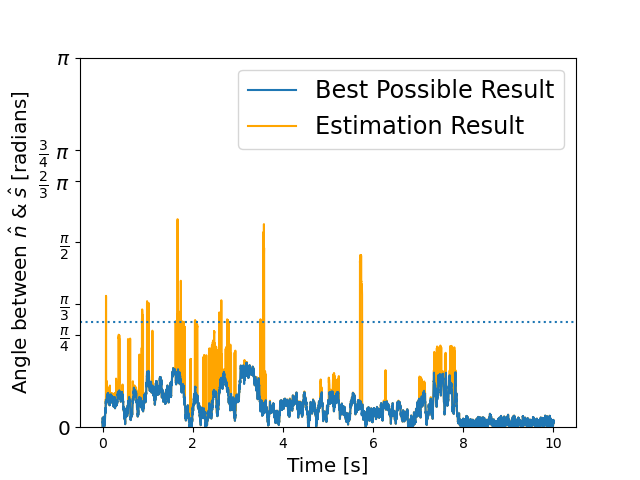 Best Possible Result
Estimation Result
π
3/4 π
2/3 π
π/2
π/3
π/4
0
Angle between n̂ & ŝ [radians]
0 2 4 6 8 10
Time [s]